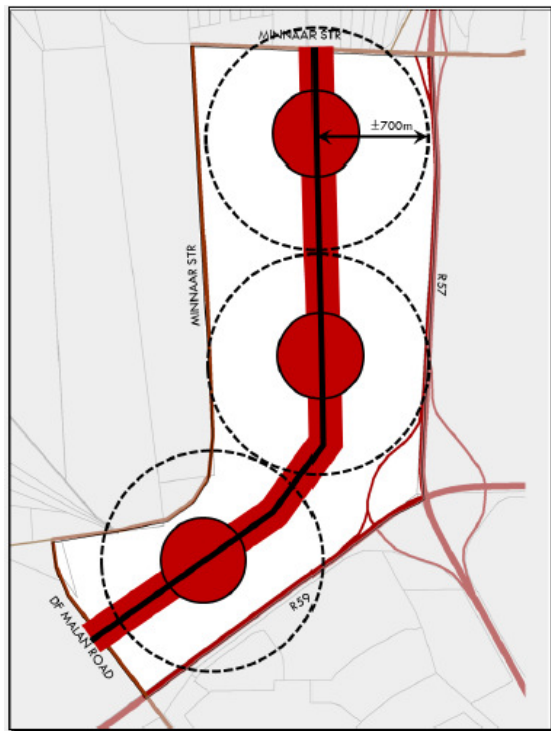 MINNAAR STR
±700m
MINNAAR STR
R57
R59
DF MALAN ROAD